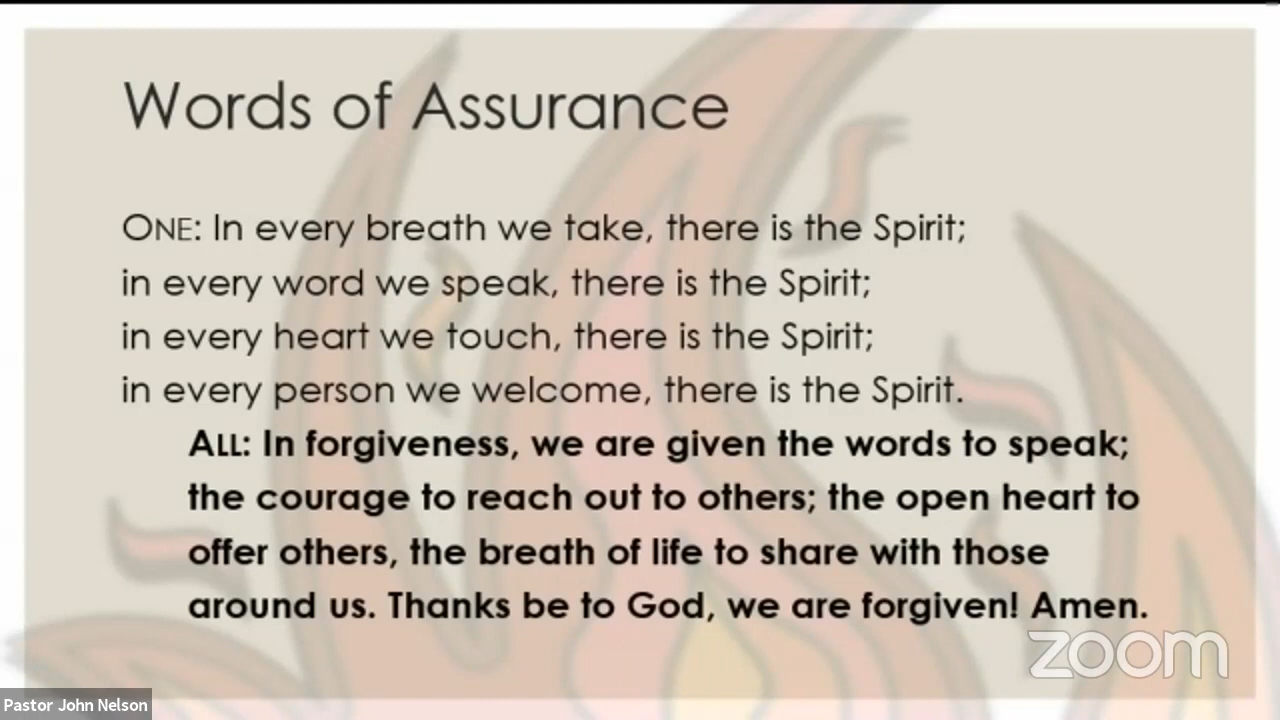 Words of Assurance
ONE: In every breath we take, there is the Spirit;
in every word we speak, there is the Spirit;
in every heart we touch, there is the Spirit;
in every person we welcome, there is the Spirit.
ALL: In forgiveness, we are given the words to speak;
the courage to reach out to others; the open heart to
offer others, the breath of life to share with those
around us. Thanks be to God, we are forgiven! Amen.
zoom
Pastor John Nelson